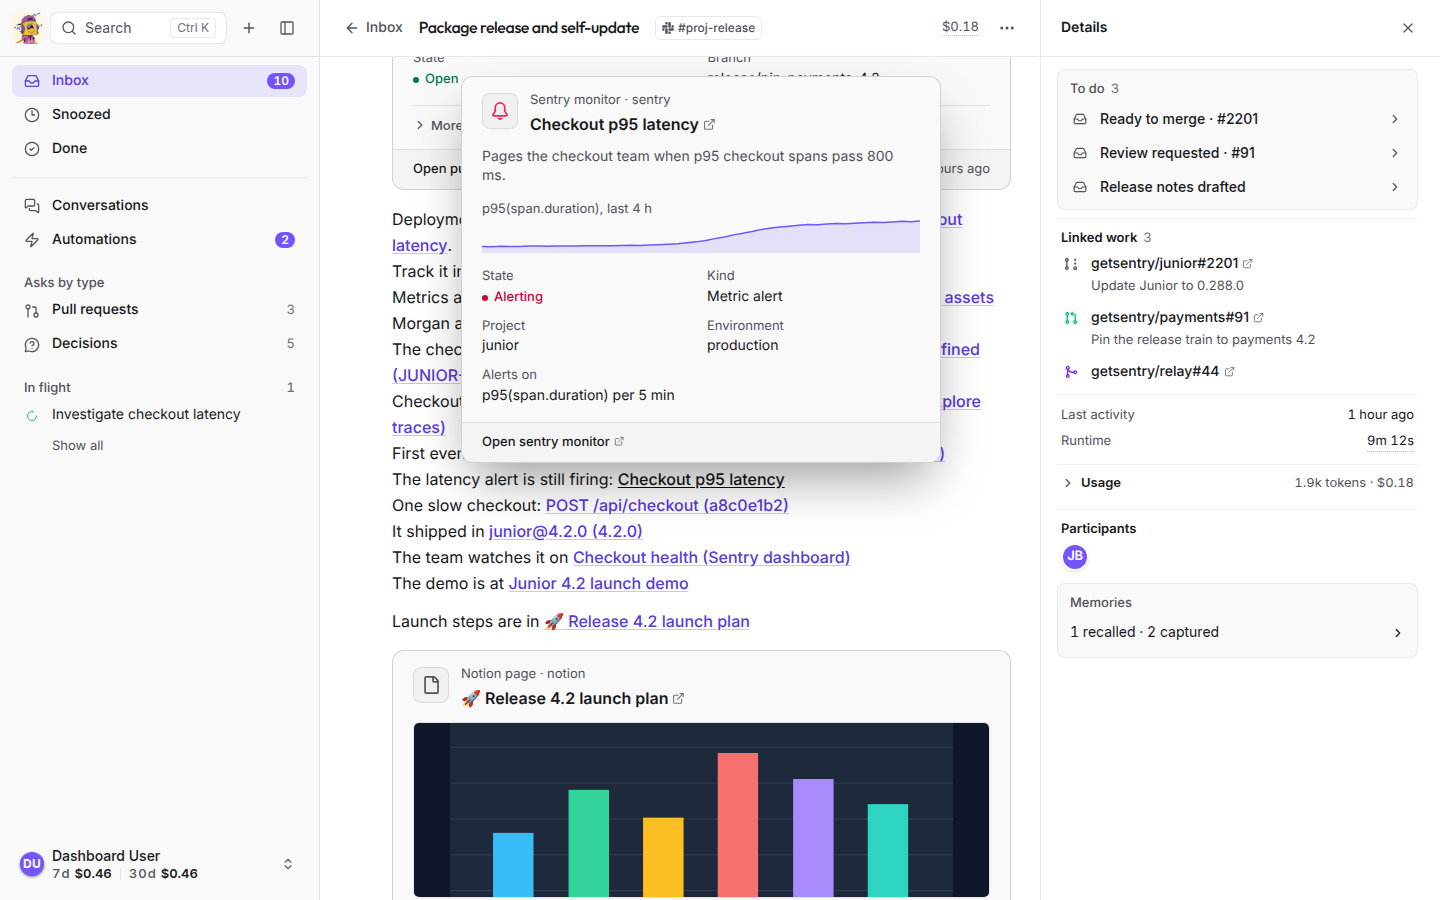 Search
Ctrl K
Inbox
10
Snoozed
Done
Conversations
Automations
2
Asks by type
Pull requests
3
Decisions
5
In flight
1
Investigate checkout latency
Show all
DU
Dashboard User
7d $0.46
30d $0.46
Inbox
Package release and self-update
#proj-release
$0.18
State
Open
Branch
More
Open
ours ago
Sentry monitor · sentry
Checkout p95 latency
Pages the checkout team when p95 checkout spans pass 800
ms.
p95(span.duration), last 4 h
State
Alerting
Kind
Metric alert
Project
junior
Environment
production
Alerts on
p95(span.duration) per 5 min
Open sentry monitor
latency.
Track it
Metrics
assets
Morgan
The
fined
(JUNIOR-
Checkout
traces)
First
The latency alert is still firing: Checkout p95 latency
One slow checkout: POST /api/checkout (a8c0e1b2)
It shipped in junior@4.2.0 (4.2.0)
The team watches it on Checkout health (Sentry dashboard)
The demo is at Junior 4.2 launch demo
Launch steps are in 🚀 Release 4.2 launch plan
Notion page · notion
🚀 Release 4.2 launch plan
Details
To do 3
Ready to merge · #2201
Review requested · #91
Release notes drafted
Linked work 3
getsentry/junior#2201
Update Junior to 0.288.0
getsentry/payments#91
Pin the release train to payments 4.2
getsentry/relay#44
Last activity
1 hour ago
Runtime
9m 12s
Usage
1.9k tokens · $0.18
Participants
JB
Memories
1 recalled · 2 captured